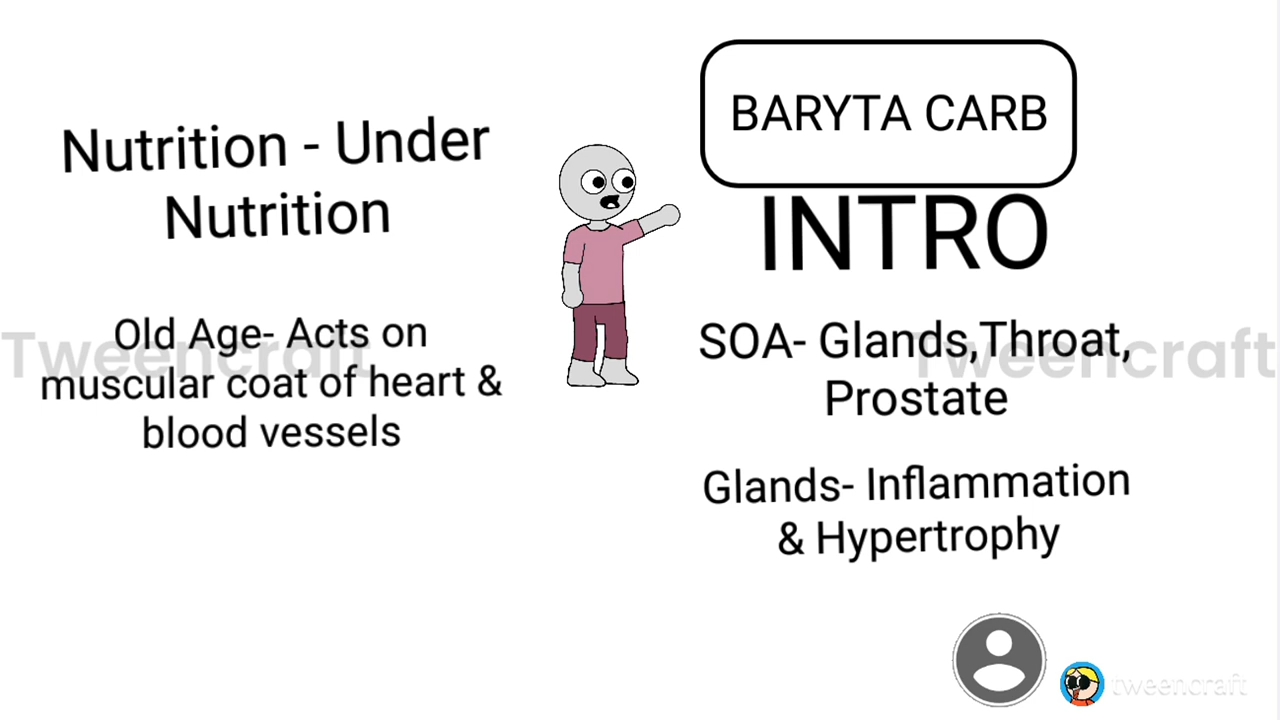 Nutrition - Under
Nutrition
Old Age- Acts on
muscular coat of heart &
blood vessels
BARYTA CARB
INTRO
SOA- Glands, Throat,
Prostate
Glands- Inflammation
& Hypertrophy
Tweencraft
Tweencraft
tweencraft